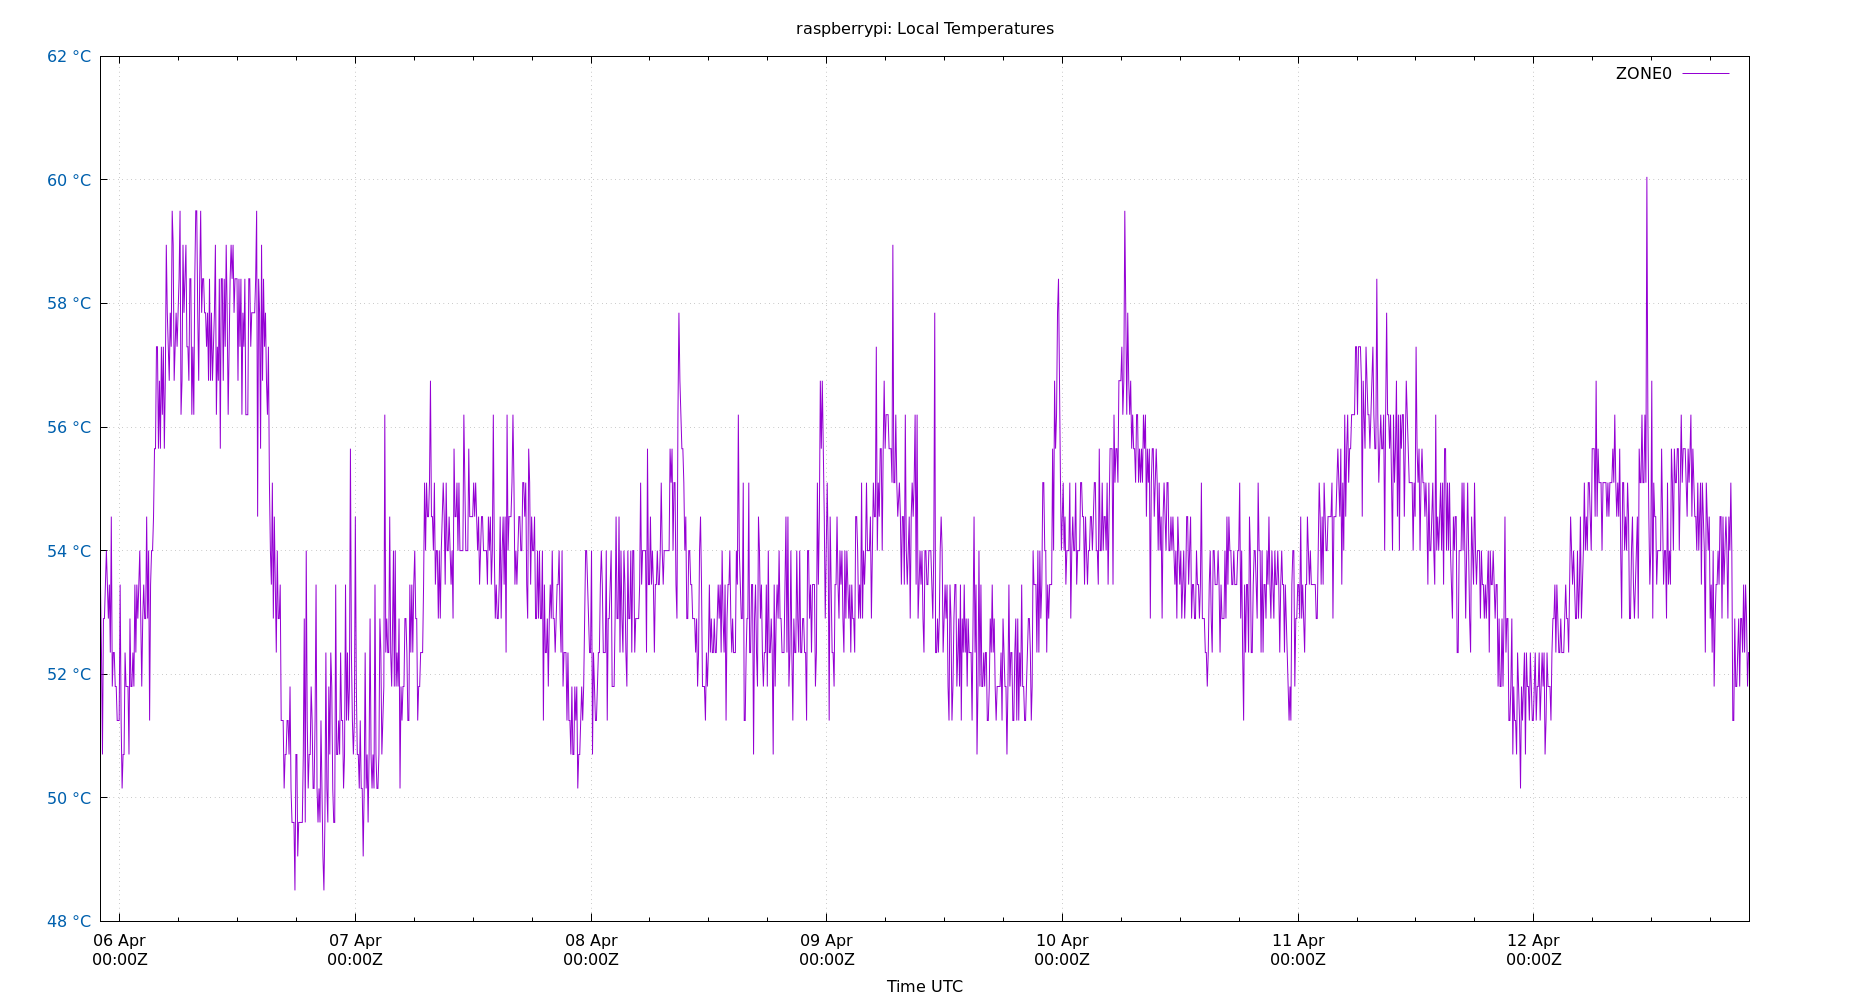 raspberrypi: Local Temperatures
62 °C
ZONE0
60 °C
58 °C
56 °C
54 °C
52 °C
50 °C
48 °C
06 Apr 07 Apr 08 Apr 09 Apr 10 Apr 11 Apr 12 Apr
00:00Z 00:00Z 00:00Z 00:00Z 00:00Z 00:00Z 00:00Z
Time UTC